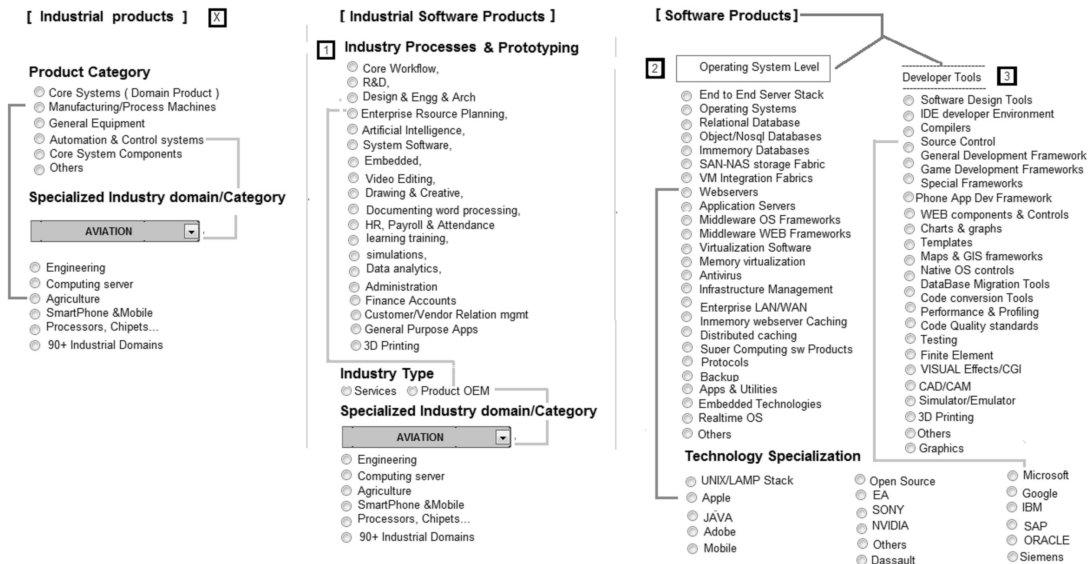 [ Industrial products ] X
Product Category
Core Systems ( Domain Product )
Manufacturing/Process Machines
General Equipment
Automation & Control systems
Core System Components
Others
Specialized Industry domain/Category
AVIATION
Engineering
Computing server
Agriculture
SmartPhone &Mobile
Processors, Chipets...
90+ Industrial Domains
[ Industrial Software Products ]
1 Industry Processes & Prototyping
Core Workflow,
R&D,
Design & Engg & Arch
Enterprise Rsource Planning,
Artificial Intelligence,
System Software,
Embedded,
Video Editing,
Drawing & Creative,
Documenting word processing,
HR, Payroll & Attendance
learning training,
simulations,
Data analytics,
Administration
Finance Accounts
Customer/Vendor Relation mgmt
General Purpose Apps
3D Printing
Industry Type
Services Product OEM
Specialized Industry domain/Category
AVIATION
Engineering
Computing server
Agriculture
SmartPhone &Mobile
Processors, Chipets...
90+ Industrial Domains
[ Software Products]
2 Operating System Level
End to End Server Stack
Operating Systems
Relational Database
Object/Nosql Databases
Immemory Databases
SAN-NAS storage Fabric
VM Integration Fabrics
Webservers
Application Servers
Middleware OS Frameworks
Middleware WEB Frameworks
Virtualization Software
Memory virtualization
Antivirus
Infrastructure Management
Enterprise LAN/WAN
Inmemory webserver Caching
Distributed caching
Super Computing sw Products
Protocols
Backup
Apps & Utilities
Embedded Technologies
Realtime OS
Others
Developer Tools 3
Software Design Tools
IDE developer Environment
Compilers
Source Control
General Development Framework
Game Development Frameworks
Special Frameworks
Phone App Dev Framework
WEB components & Controls
Charts & graphs
Templates
Maps & GIS frameworks
Native OS controls
DataBase Migration Tools
Code conversion Tools
Performance & Profiling
Code Quality standards
Testing
Finite Element
VISUAL Effects/CGI
CAD/CAM
Simulator/Emulator
3D Printing
Others
Graphics
Technology Specialization
UNIX/LAMP Stack
Apple
JAVA
Adobe
Mobile
Open Source
EA
SONY
NVIDIA
Others
Dassault
Microsoft
Google
IBM
SAP
ORACLE
Siemens